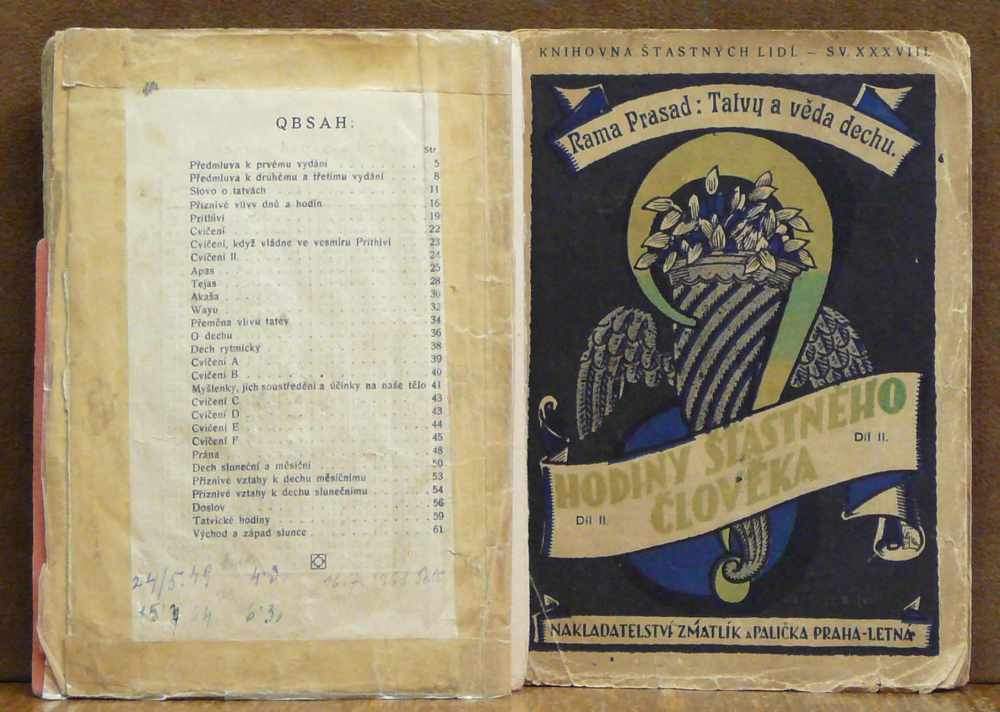 QBSAH:
Str
Předmluva k prvému vydání 5
Předmluva k druhému a třetímu vydání 8
Slovo o tatvách 11
Příznivé vlivy dnů a hodin 16
Prithivi 19
Cvičení 22
Cvičení, když vládne ve vesmíru Prithivi 23
Cvičení II. 24
Apas 25
Tejas 28
Akaša 30
Wayu 32
Přeměna vlivu tatev 34
O dechu 36
Dech rytmický 38
Cvičení A 39
Cvičení B 40
Myšlenky, jich soustředění a účinky na naše tělo 41
Cvičení C 43
Cvičení D 43
Cvičení E 44
Cvičení F 45
Prána 48
Dech sluneční a měsíční 50
Příznivé vztahy k dechu měsíčnímu 53
Příznivé vztahy k dechu slunečnímu 54
Doslov 56
Tatvické hodiny 59
Východ a západ slunce 61
24/5.49
KNIHOVNA ŠŤASTNÝCH LIDÍ. – SV. XXXVIII.
Rama Prasad: Tatvy a věda dechu.
HODINY ŠŤASTNÉHO
Díl II.
ČLOVĚKA
Díl II.
NAKLADATELSTVÍ ZMATLÍK A PALIČKA PRAHA-LETNÁ